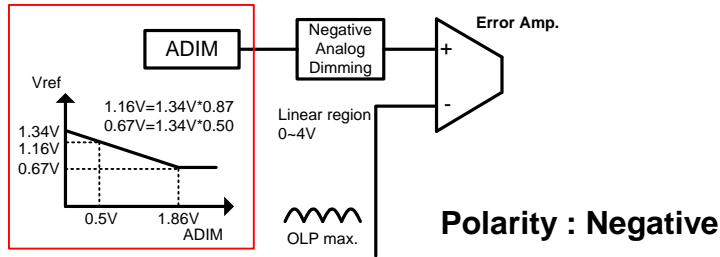 Error Amp.
ADIM
Negative
Analog
Dimming
+
-
Vref
1.16V=1.34V*0.87
0.67V=1.34V*0.50
1.34V
1.16V
0.67V
0.5V
1.86V
ADIM
Linear region
0~4V
OLP max.
Polarity : Negative